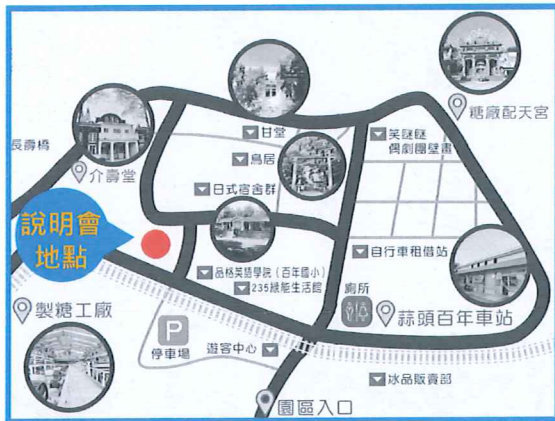 糖廠配天宮
甘堂
笑瞇瞇
偶劇團壁畫
長壽橋
鳥居
介壽堂
日式宿舍群
說明會
地點
品格英語學院(百年國小)
235綠能生活館
自行車租借站
廁所
蒜頭百年車站
製糖工廠
P
停車場
遊客中心
冰品販賣部
園區入口